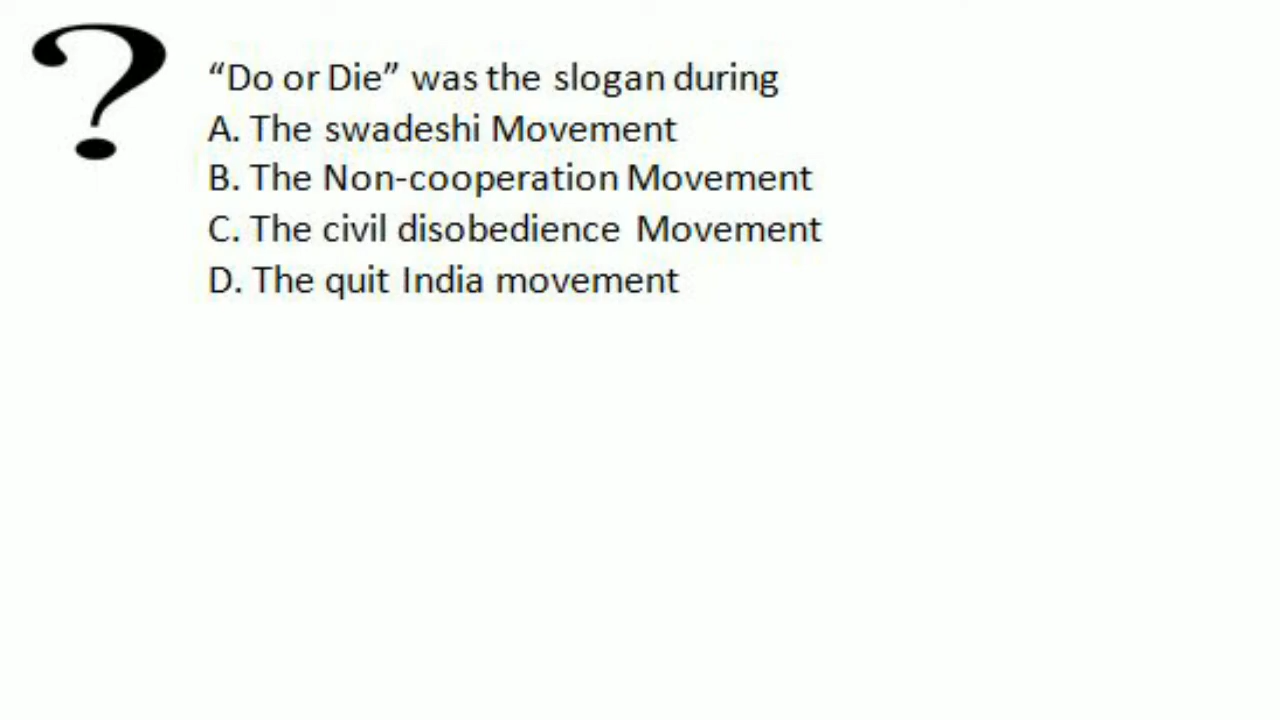 ?
“Do or Die” was the slogan during
A. The swadeshi Movement
B. The Non-cooperation Movement
C. The civil disobedience Movement
D. The quit India movement